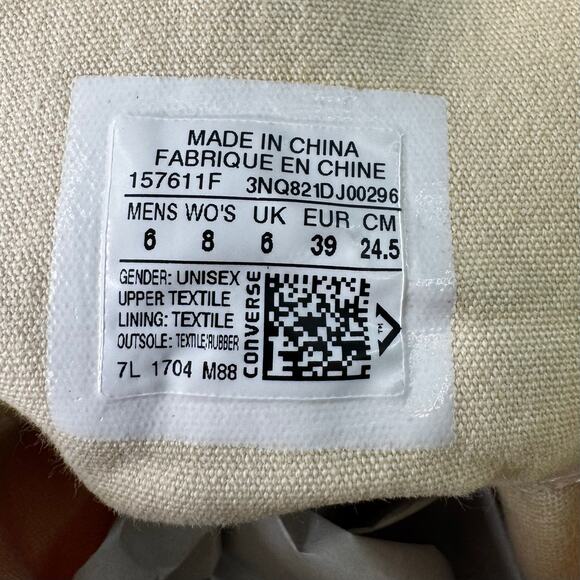 MADE IN CHINA
FABRIQUE EN CHINE
157611F 3NQ821DJ00296
MENS WO'S UK EUR CM
6 8 6 39 24.5
GENDER: UNISEX
UPPER: TEXTILE
LINING: TEXTILE
OUTSOLE: TEXTILE/RUBBER
7L 1704 M88
CONVERSE
TM